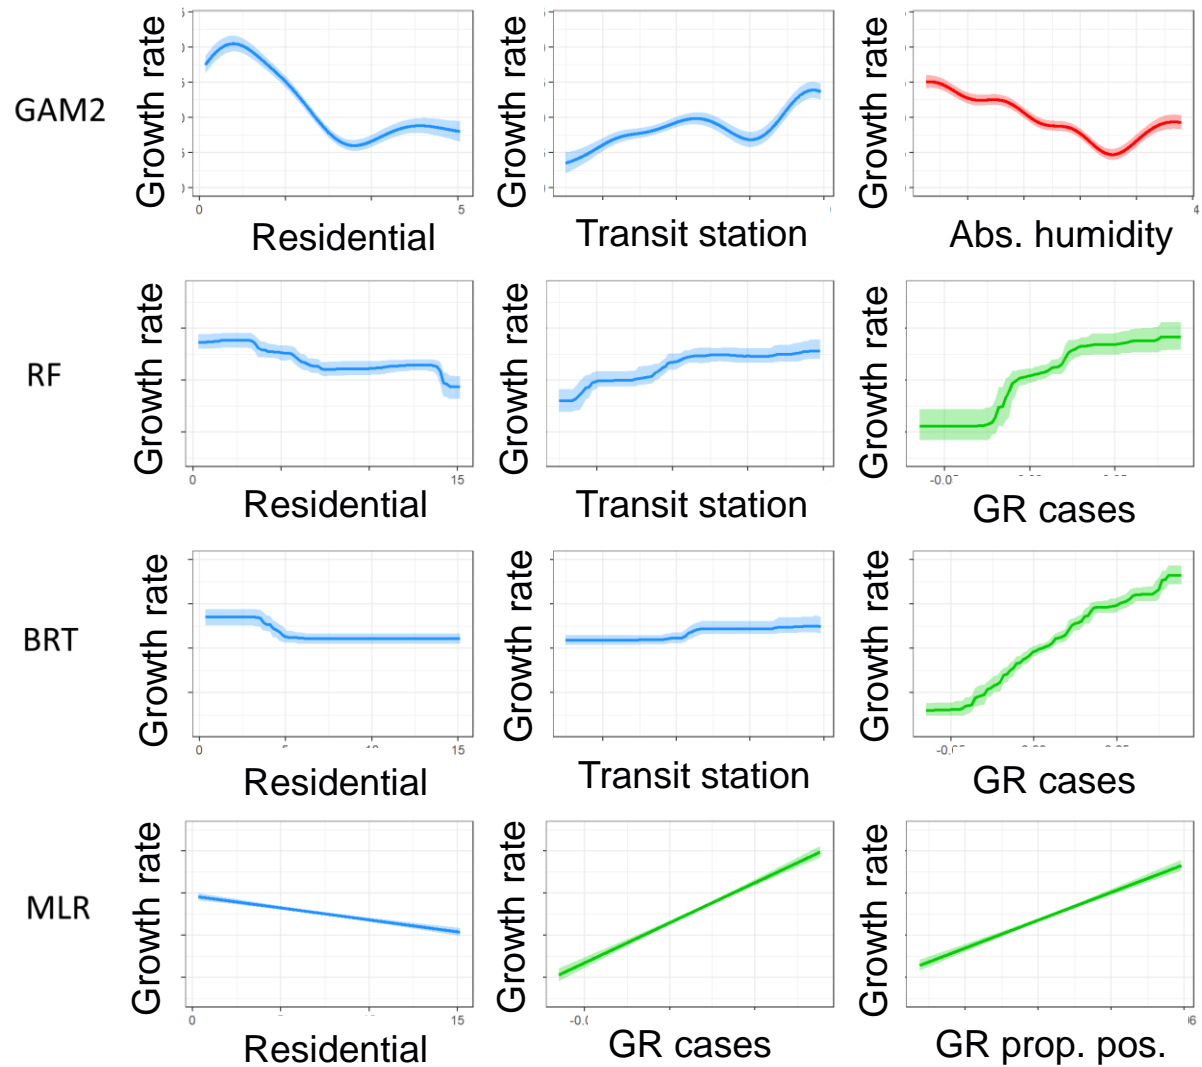 GAM2
Growth rate
Growth rate
Growth rate
0
5
4
Residential
Transit station
Abs. humidity
RF
Growth rate
Growth rate
Growth rate
0
15
Residential
Transit station
GR cases
BRT
Growth rate
Growth rate
Growth rate
0
15
Residential
Transit station
GR cases
MLR
Growth rate
Growth rate
Growth rate
0
15
Residential
GR cases
GR prop. pos.